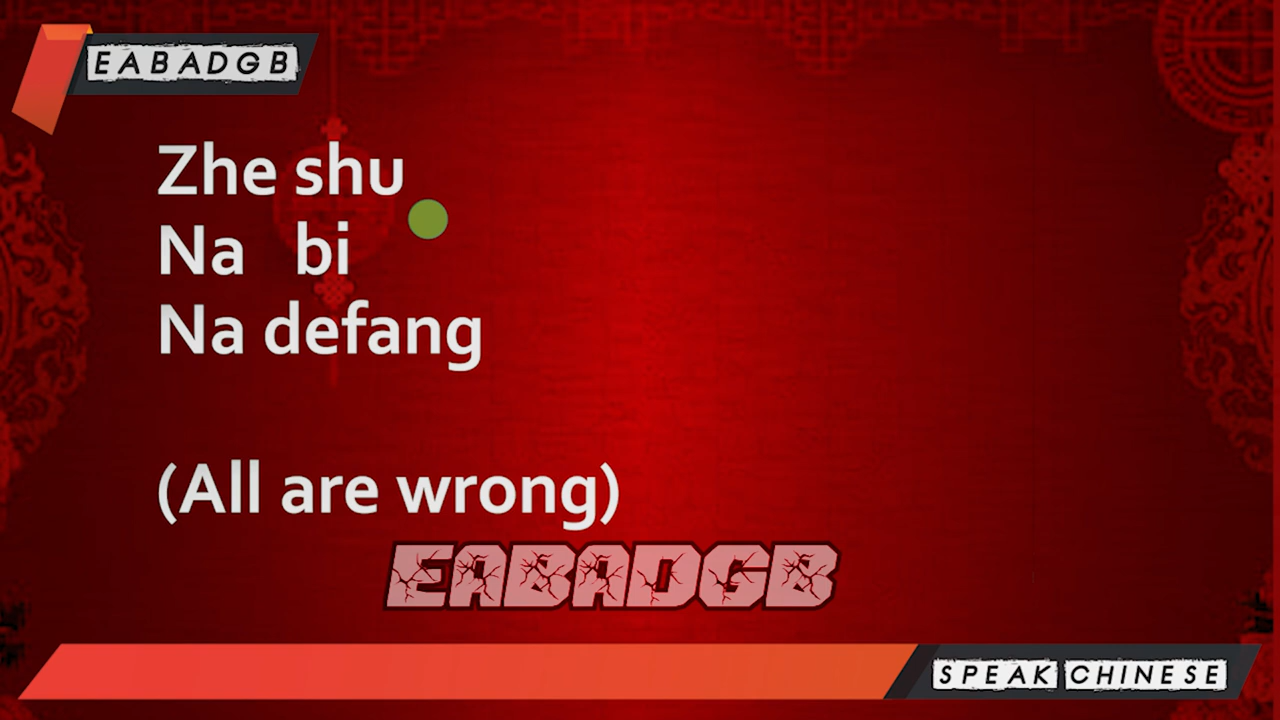 EABADGB
Zhe shu
Na bi
Na defang
(All are wrong)
EABADGB
SPEAK CHINESE